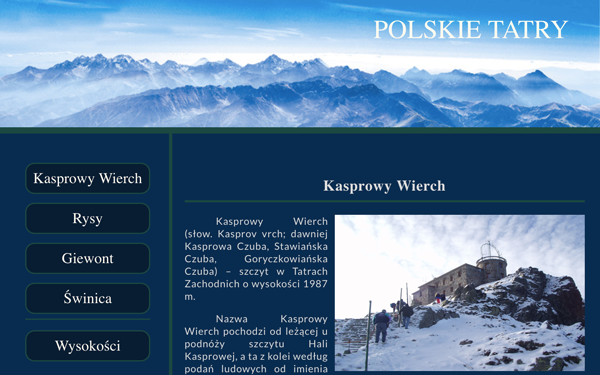 POLSKIE TATRY
Kasprowy Wierch
Rysy
Giewont
Świnica
Wysokości
Kasprowy Wierch
Kasprowy Wierch
(słow. Kasprov vrch; dawniej
Kasprowa Czuba, Stawiańska
Czuba, Goryczkowiańska
Czuba) – szczyt w Tatrach
Zachodnich o wysokości 1987
m.
Nazwa Kasprowy
Wierch pochodzi od leżącej u
podnóży szczytu Hali
Kasprowej, a ta z kolei według
podań ludowych od imienia